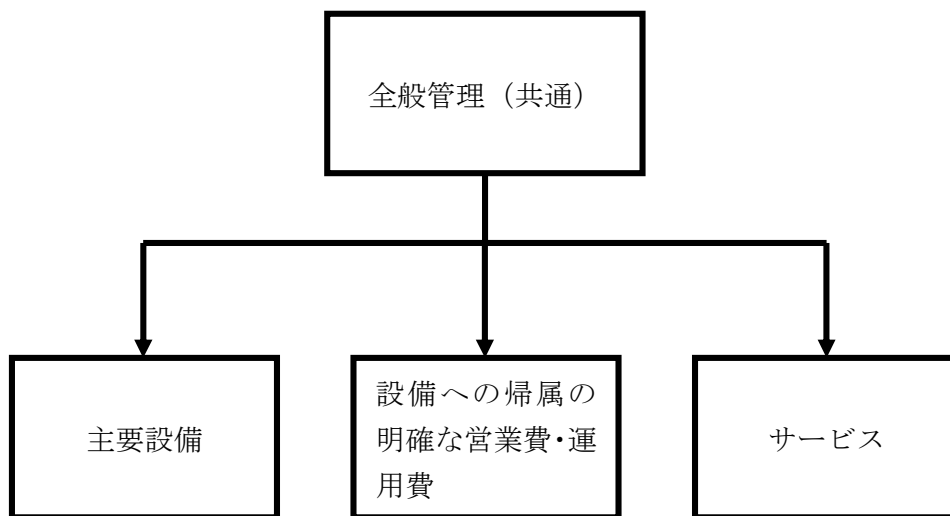 全般管理（共通）
主要設備
設備への帰属の
明確な営業費・運
用費
サービス